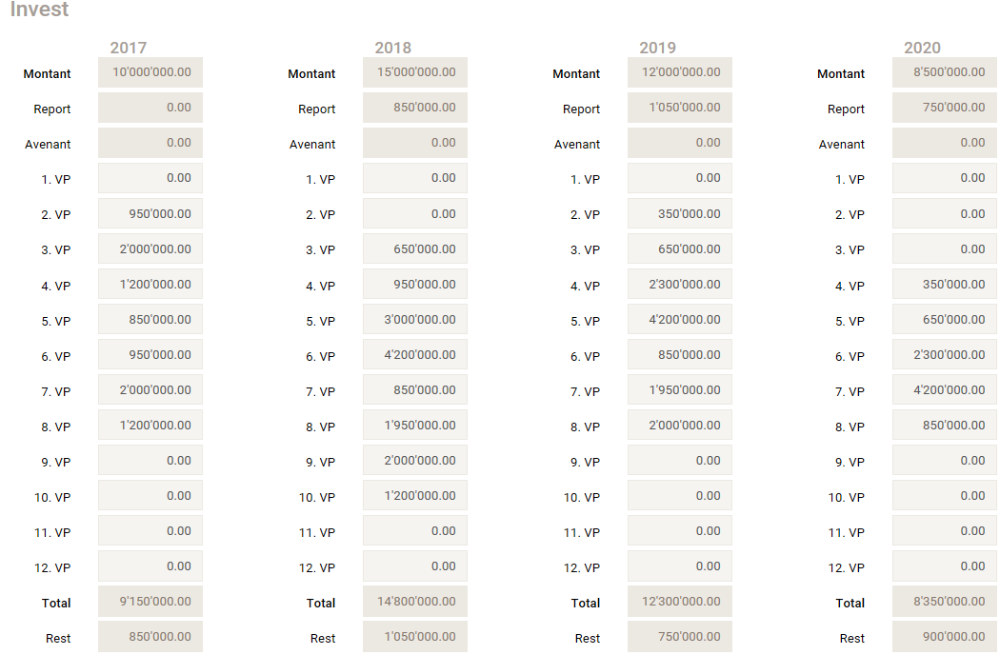 Invest
2017 2018 2019 2020
Montant 10'000'000.00 Montant 15'000'000.00 Montant 12'000'000.00 Montant 8'500'000.00
Report 0.00 Report 850'000.00 Report 1'050'000.00 Report 750'000.00
Avenant 0.00 Avenant 0.00 Avenant 0.00 Avenant 0.00
1. VP 0.00 1. VP 0.00 1. VP 0.00 1. VP 0.00
2. VP 950'000.00 2. VP 0.00 2. VP 350'000.00 2. VP 0.00
3. VP 2'000'000.00 3. VP 650'000.00 3. VP 650'000.00 3. VP 0.00
4. VP 1'200'000.00 4. VP 950'000.00 4. VP 2'300'000.00 4. VP 350'000.00
5. VP 850'000.00 5. VP 3'000'000.00 5. VP 4'200'000.00 5. VP 650'000.00
6. VP 950'000.00 6. VP 4'200'000.00 6. VP 850'000.00 6. VP 2'300'000.00
7. VP 2'000'000.00 7. VP 850'000.00 7. VP 1'950'000.00 7. VP 4'200'000.00
8. VP 1'200'000.00 8. VP 1'950'000.00 8. VP 2'000'000.00 8. VP 850'000.00
9. VP 0.00 9. VP 2'000'000.00 9. VP 0.00 9. VP 0.00
10. VP 0.00 10. VP 1'200'000.00 10. VP 0.00 10. VP 0.00
11. VP 0.00 11. VP 0.00 11. VP 0.00 11. VP 0.00
12. VP 0.00 12. VP 0.00 12. VP 0.00 12. VP 0.00
Total 9'150'000.00 Total 14'800'000.00 Total 12'300'000.00 Total 8'350'000.00
Rest 850'000.00 Rest 1'050'000.00 Rest 750'000.00 Rest 900'000.00